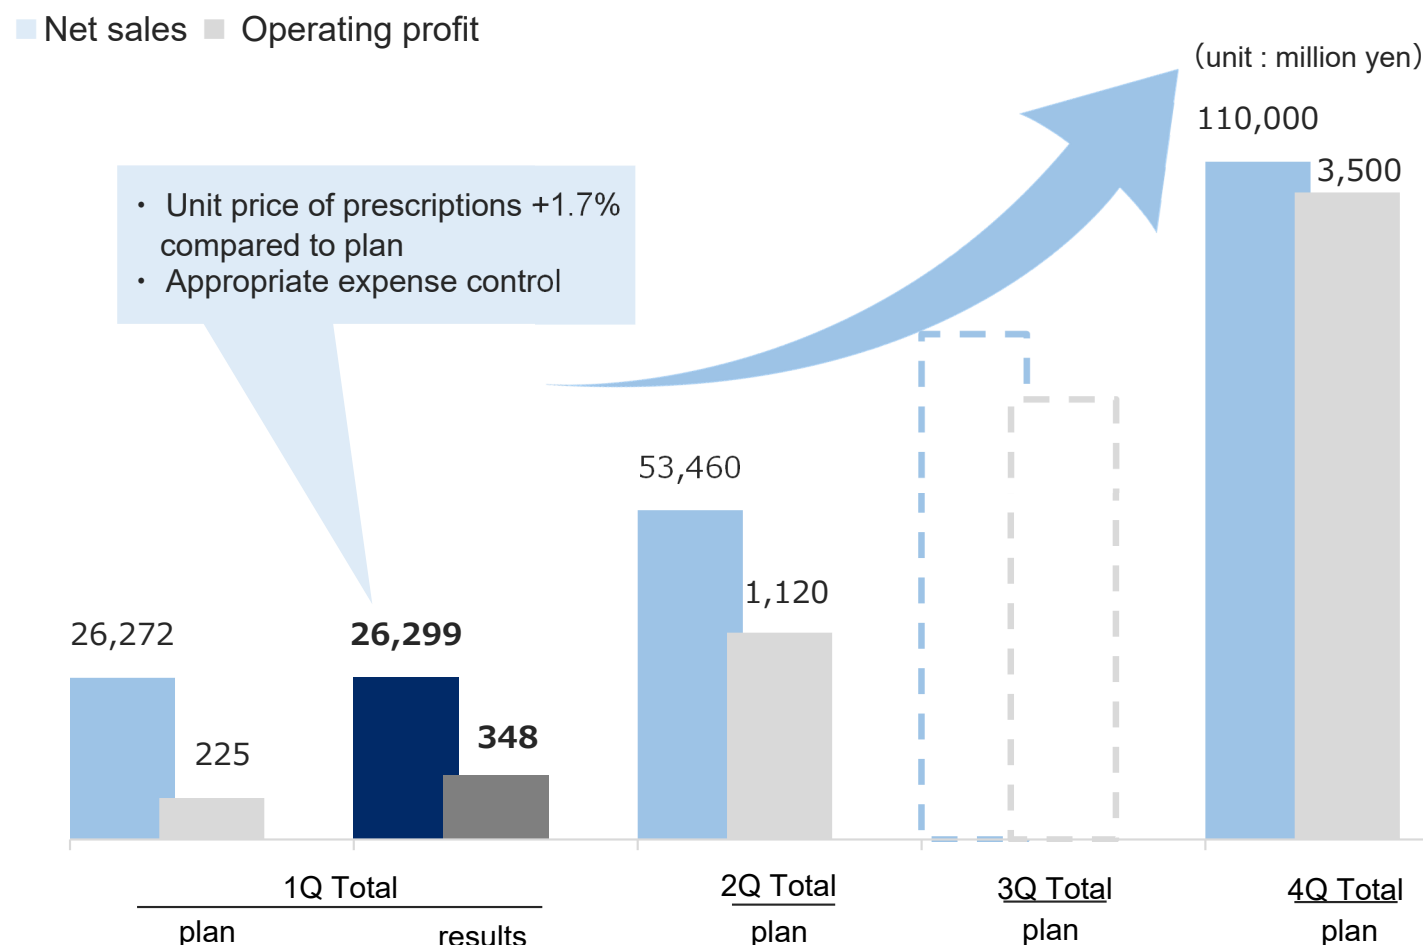 Net sales Operating profit
（unit : million yen）
110,000
3,500
・ Unit price of prescriptions +1.7%
compared to plan
・ Appropriate expense control
53,460
1,120
26,272
225
26,299
348
1Q Total
plan
results
2Q Total
plan
3Q Total
plan
4Q Total
plan